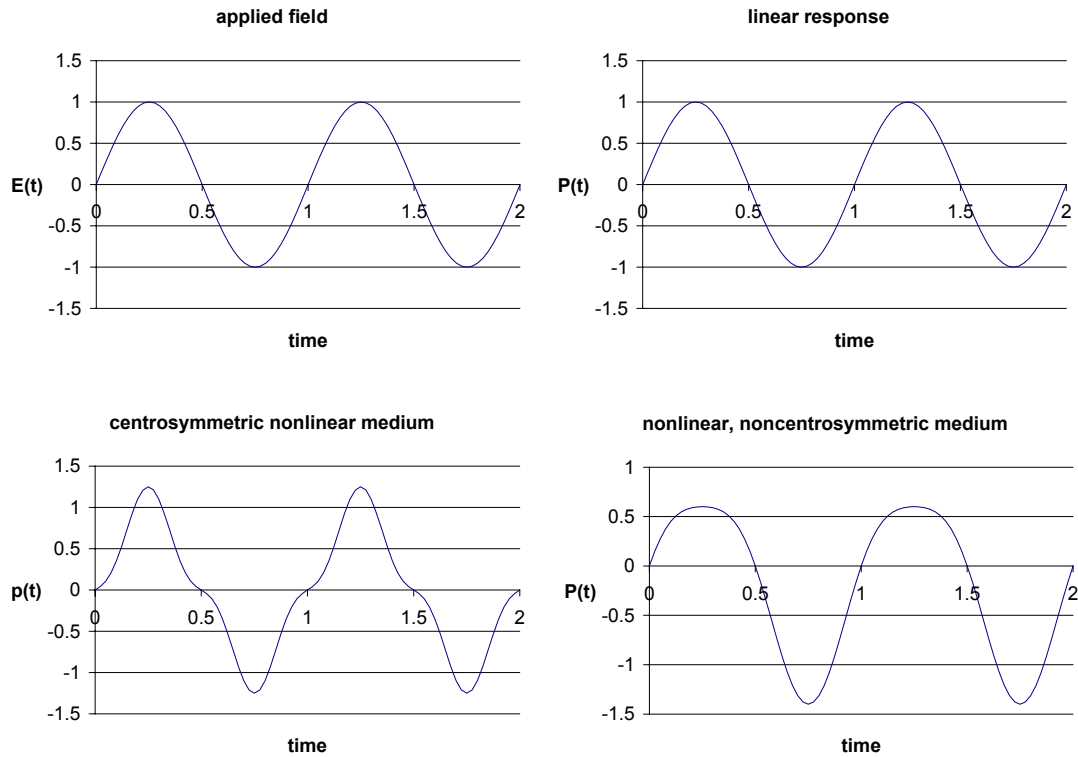 applied field
1.5
1
0.5
E(t) 0
0 0.5 1 1.5 2
-0.5
-1
-1.5
time
linear response
1.5
1
0.5
P(t) 0
0 0.5 1 1.5 2
-0.5
-1
-1.5
time
centrosymmetric nonlinear medium
1.5
1
0.5
p(t) 0
0 0.5 1 1.5 2
-0.5
-1
-1.5
time
nonlinear, noncentrosymmetric medium
1
0.5
P(t) 0
0 0.5 1 1.5 2
-0.5
-1
-1.5
time